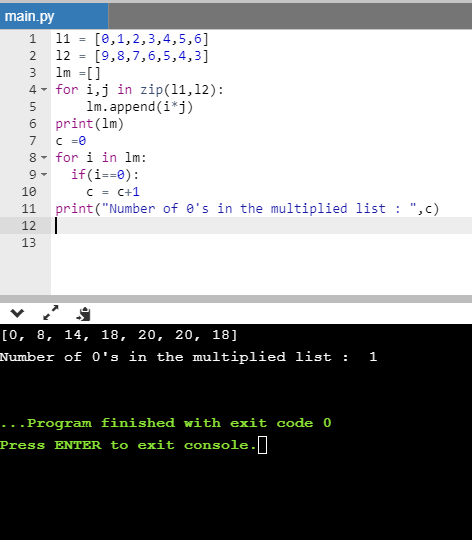 main.py
1 l1 = [0,1,2,3,4,5,6]
2 l2 = [9,8,7,6,5,4,3]
3 lm =[]
4 for i,j in zip(l1,l2):
5     lm.append(i*j)
6 print(lm)
7 c =0
8 for i in lm:
9   if(i==0):
10     c = c+1
11 print("Number of 0's in the multiplied list : ",c)
12
13
[0, 8, 14, 18, 20, 20, 18]
Number of 0's in the multiplied list :  1
...Program finished with exit code 0
Press ENTER to exit console.